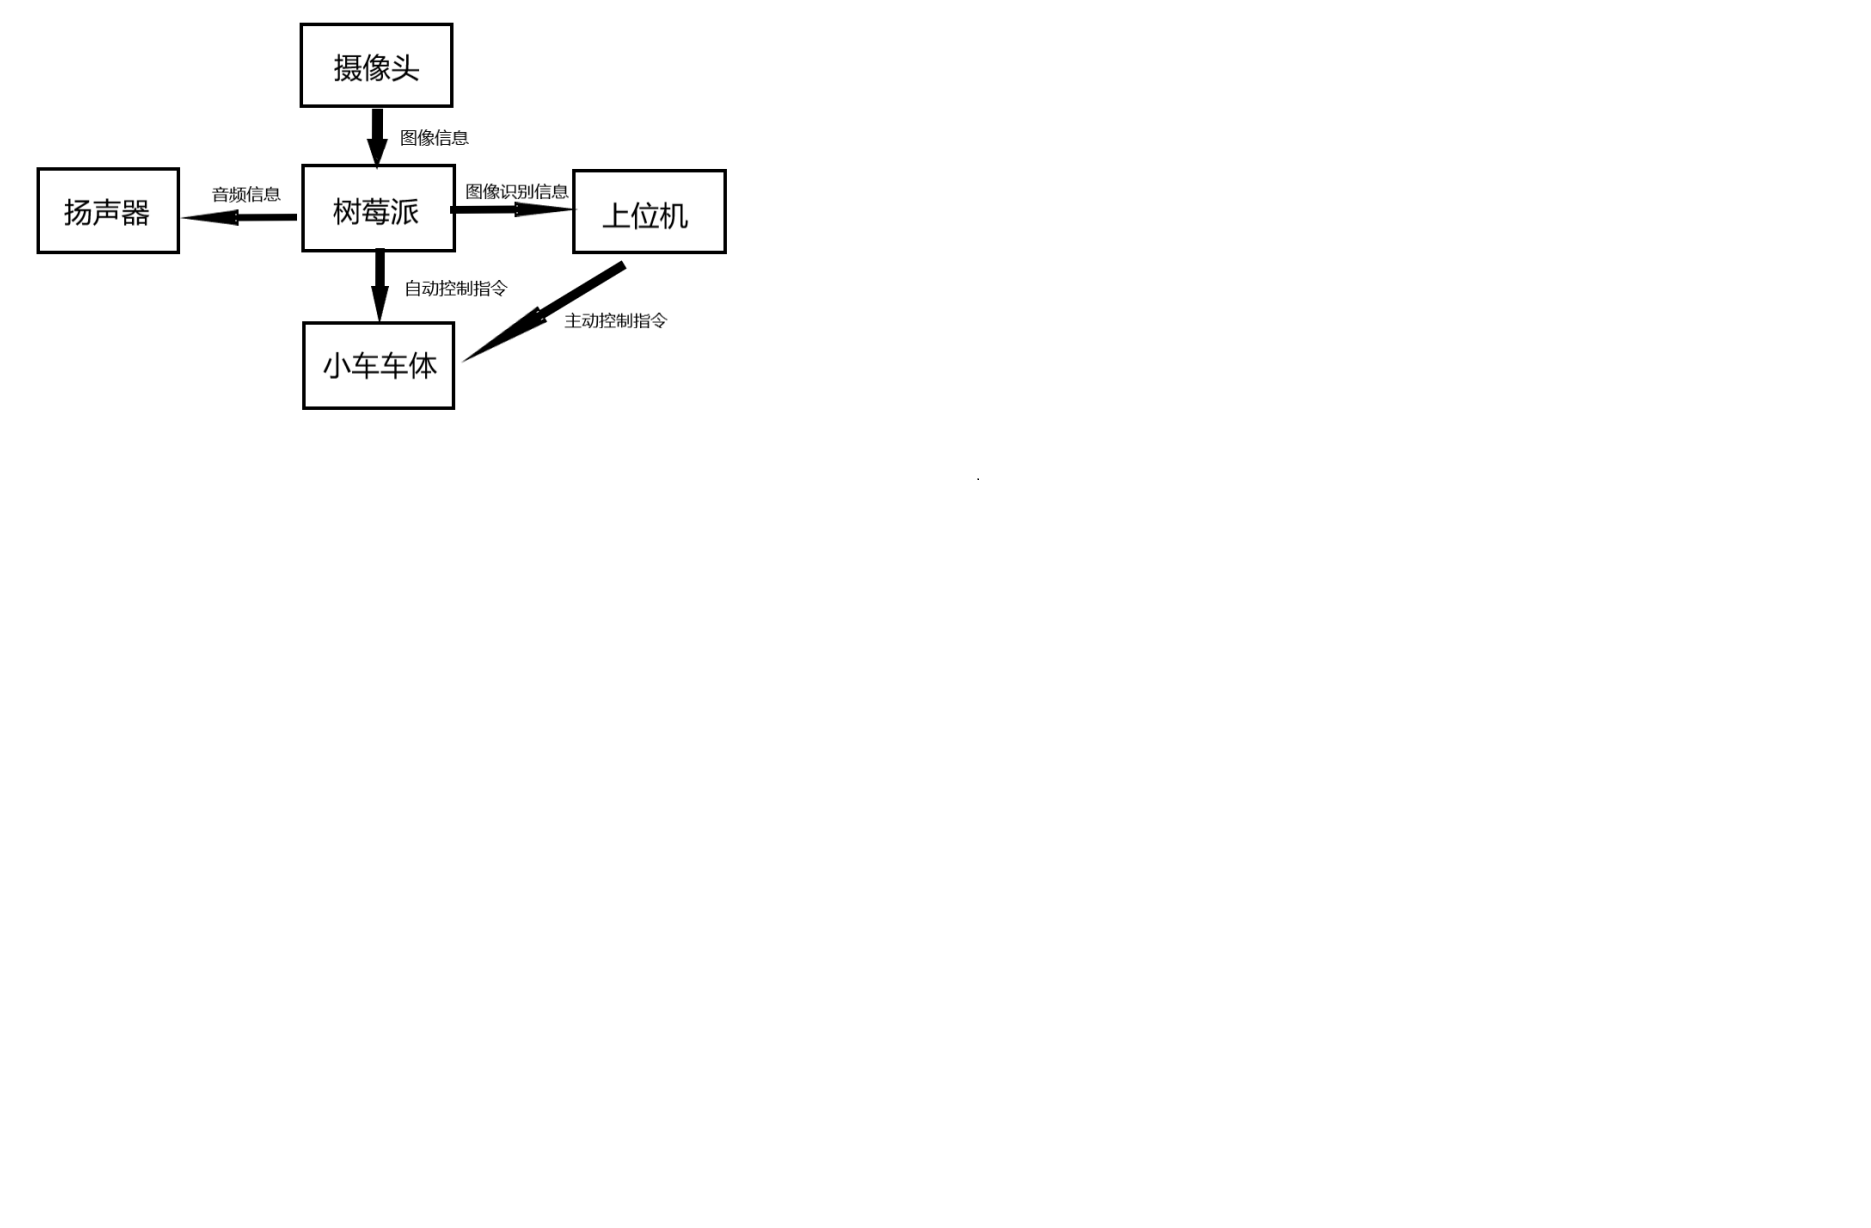 摄像头
图像信息
扬声器
音频信息
树莓派
图像识别信息
上位机
自动控制指令
主动控制指令
小车车体